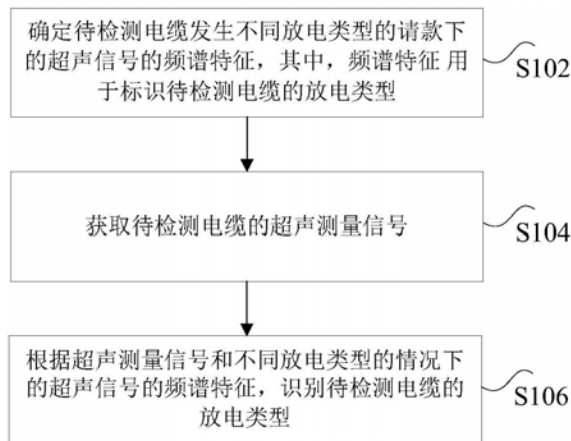 确定待检测电缆发生不同放电类型的请款下
的超声信号的频谱特征，其中，频谱特征 用
于标识待检测电缆的放电类型
S102
获取待检测电缆的超声测量信号
S104
根据超声测量信号和不同放电类型的情况下
的超声信号的频谱特征，识别待检测电缆的
放电类型
S106